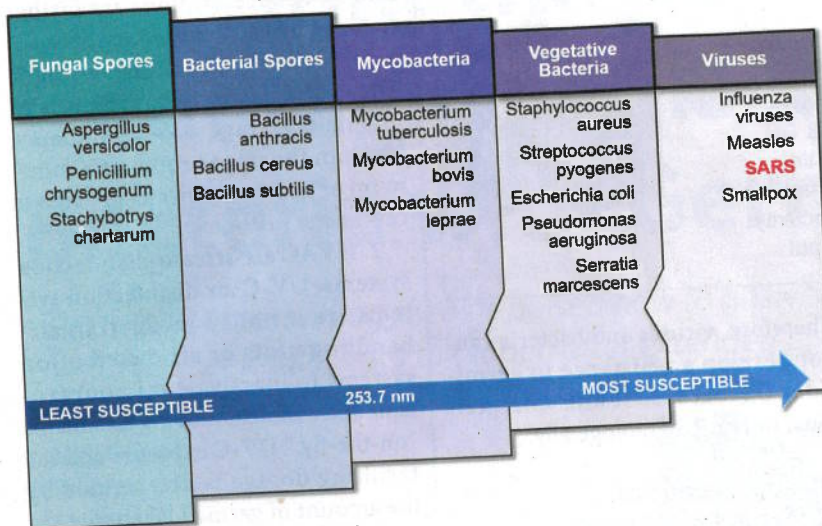 Fungal Spores
Aspergillus
versicolor
Penicillium
chrysogenum
Stachybotrys
chartarum
Bacterial Spores
Bacillus
anthracis
Bacillus cereus
Bacillus subtilis
Mycobacteria
Mycobacterium
tuberculosis
Mycobacterium
bovis
Mycobacterium
leprae
Vegetative
Bacteria
Staphylococcus
aureus
Streptococcus
pyogenes
Escherichia coli
Pseudomonas
aeruginosa
Serratia
marcescens
Viruses
Influenza
viruses
Measles
SARS
Smallpox
LEAST SUSCEPTIBLE
253.7 nm
MOST SUSCEPTIBLE